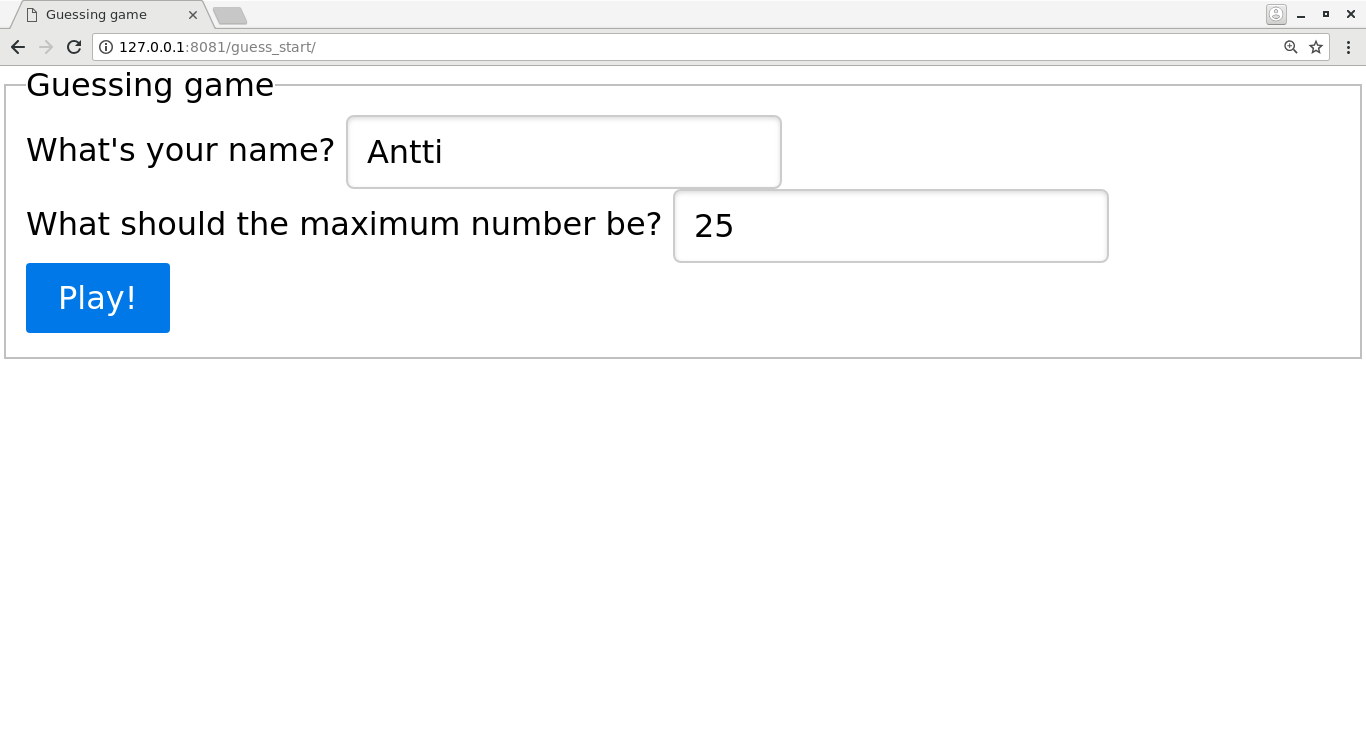 Guessing game
127.0.0.1:8081/guess_start/
Guessing game
What's your name? Antti
What should the maximum number be? 25
Play!